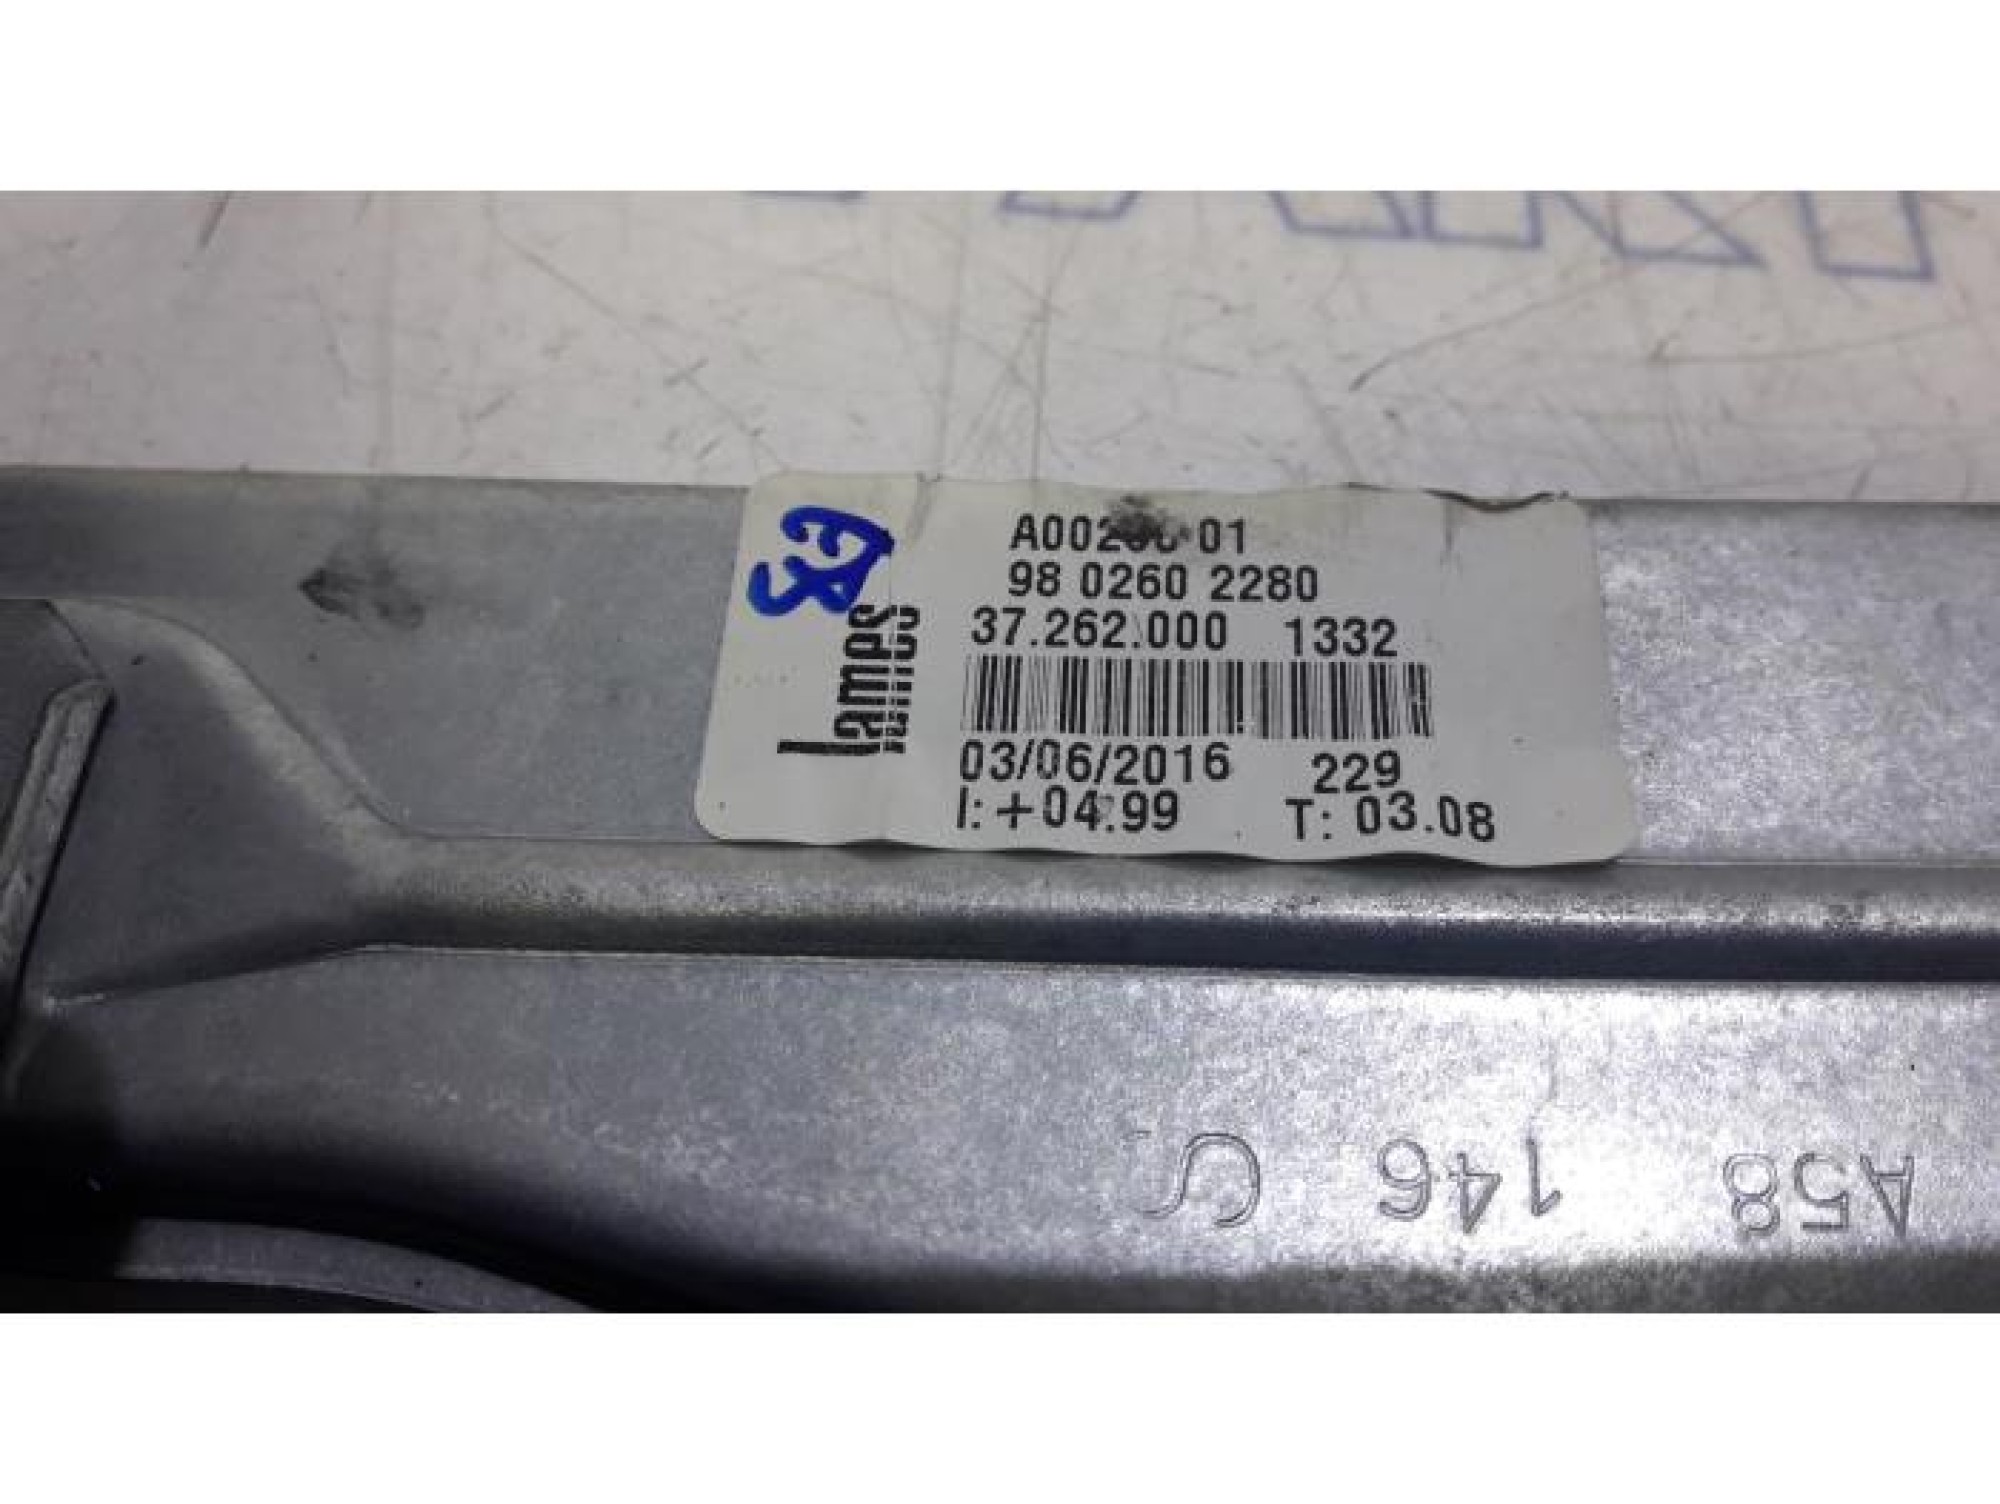 Lames
98 0260 2280
37.262.000 1332
03/06/2016 229
I: +04.99 T: 03.08
A58 146